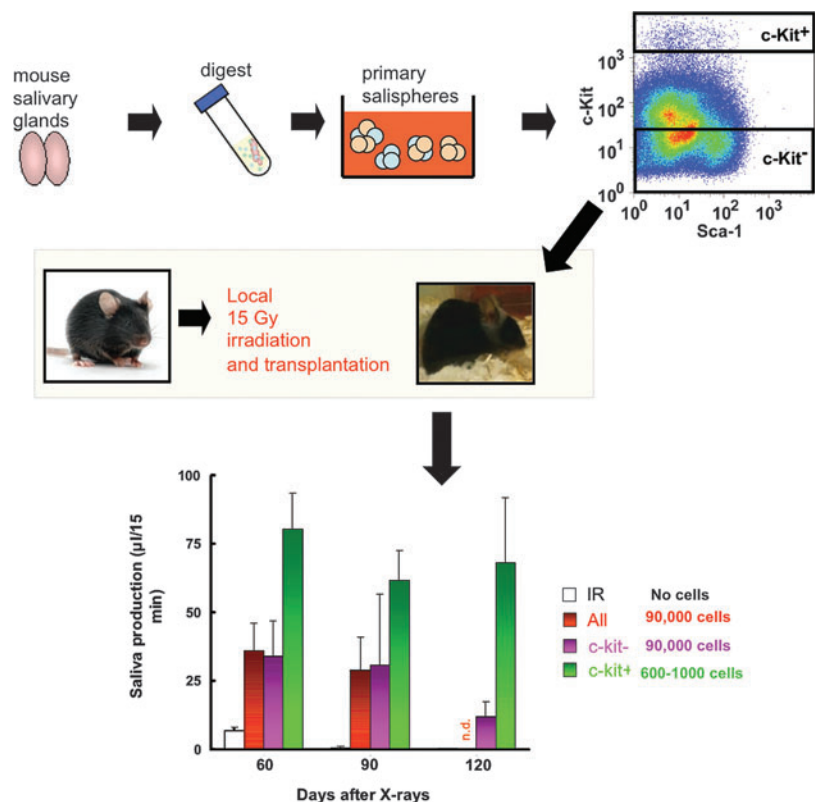 mouse
salivary
glands
digest
primary
salispheres
c-Kit
10³
10²
10¹
10⁰
c-Kit⁺
c-Kit⁻
10⁰ 10¹ 10² 10³
Sca-1
Local
15 Gy
irradiation
and transplantation
Saliva production (µl/15
min)
100
75
50
25
0
n.d.
60 90 120
Days after X-rays
IR No cells
All 90,000 cells
c-kit- 90,000 cells
c-kit+ 600-1000 cells